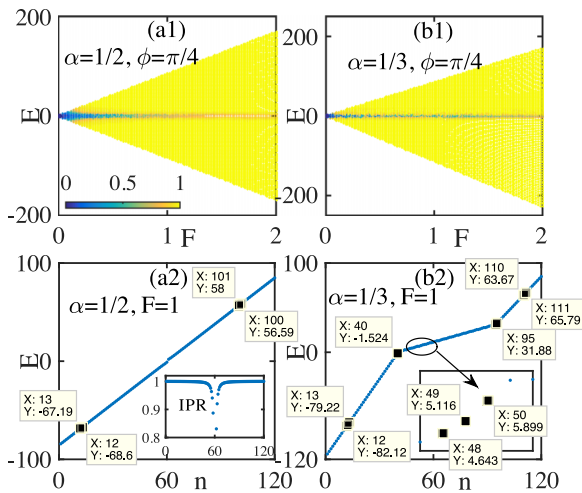 200
(a1)
α=1/2, ϕ=π/4
E
0
0 0.5 1
-200
0 1 2
F
200
(b1)
α=1/3, ϕ=π/4
E
0
-200
0 1 2
F
100
(a2)
α=1/2, F=1
X: 101
Y: 58
X: 100
Y: 56.59
E
0
X: 13
Y: -67.19
X: 12
Y: -68.6
1
0.9
0.8
IPR
0 60 120
-100
0 60 120
n
100
(b2)
α=1/3, F=1
X: 110
Y: 63.67
X: 111
Y: 65.79
X: 40
Y: -1.524
X: 95
Y: 31.88
E
0
X: 13
Y: -79.22
X: 12
Y: -82.12
X: 49
Y: 5.116
X: 50
Y: 5.899
X: 48
Y: 4.643
-120
0 60 120
n